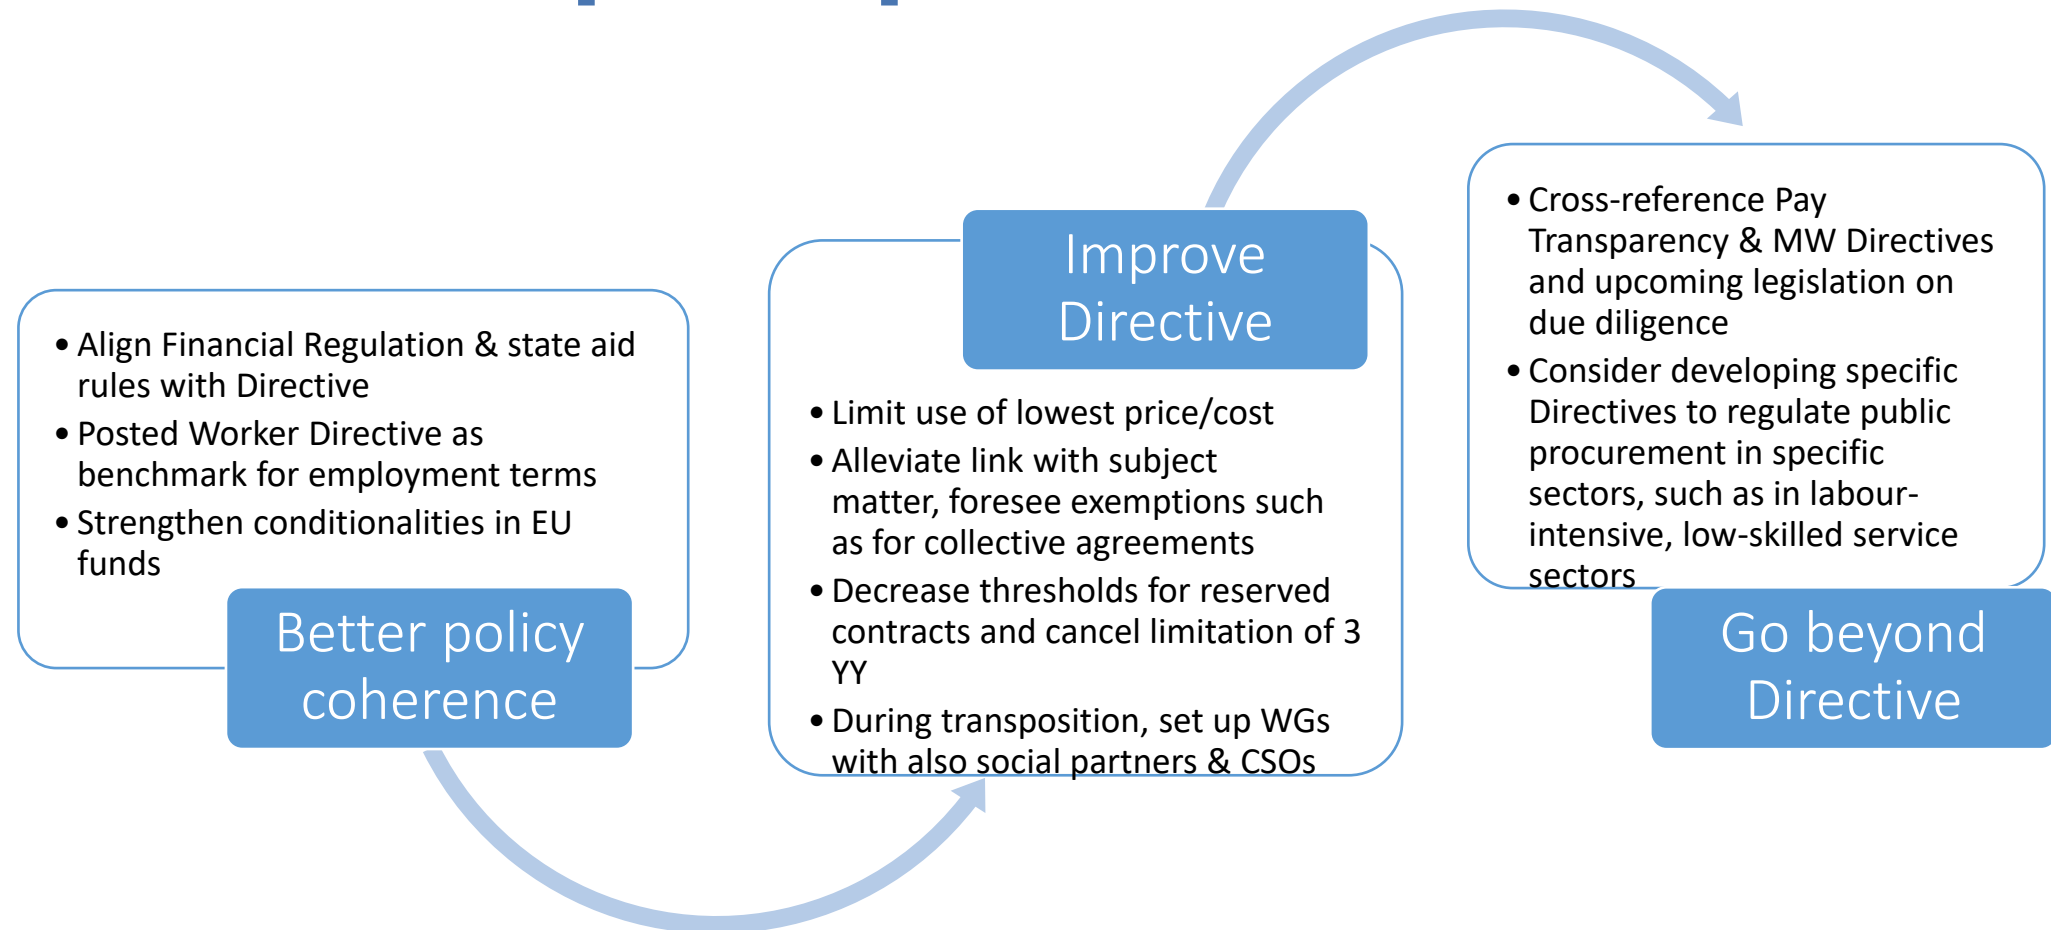 • Align Financial Regulation & state aid
rules with Directive
• Posted Worker Directive as
benchmark for employment terms
• Strengthen conditionalities in EU
funds
Better policy
coherence
Improve
Directive
• Limit use of lowest price/cost
• Alleviate link with subject
matter, foresee exemptions such
as for collective agreements
• Decrease thresholds for reserved
contracts and cancel limitation of 3
YY
• During transposition, set up WGs
with also social partners & CSOs
• Cross-reference Pay
Transparency & MW Directives
and upcoming legislation on
due diligence
• Consider developing specific
Directives to regulate public
procurement in specific
sectors, such as in labour-
intensive, low-skilled service
sectors
Go beyond
Directive